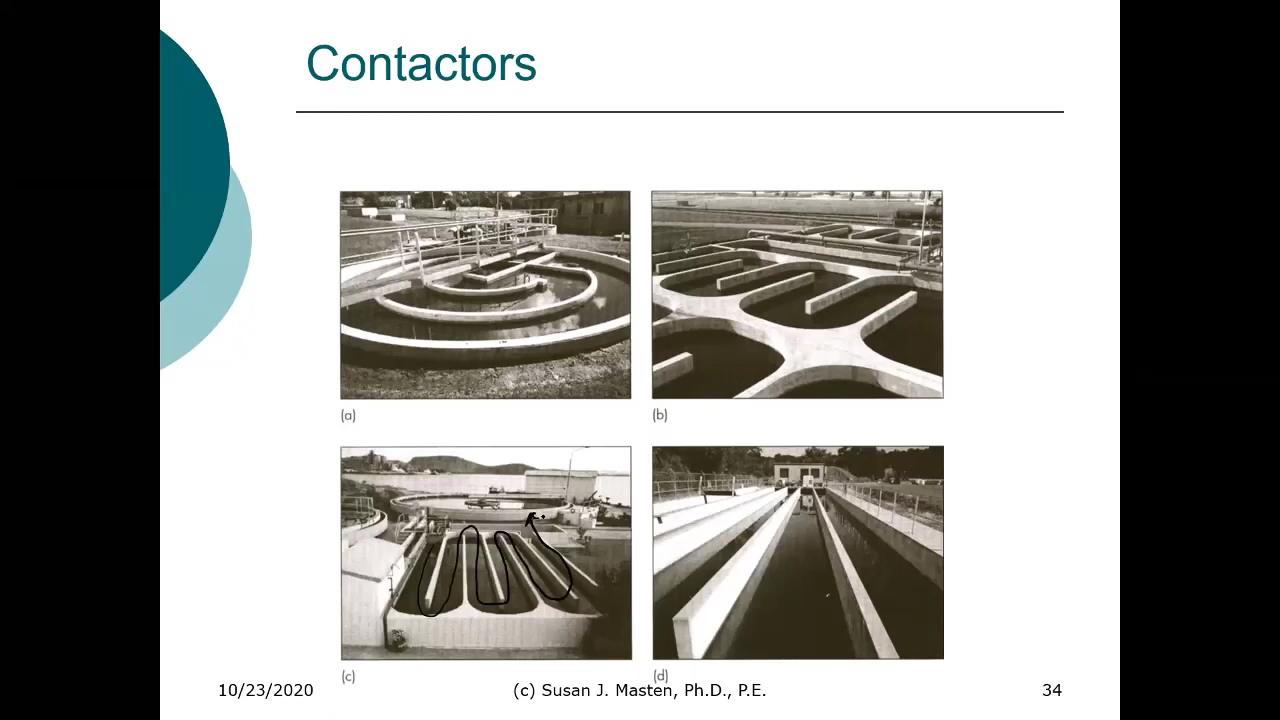 Contactors
(a)
(b)
(c)
(d)
10/23/2020
(c) Susan J. Masten, Ph.D., P.E.
34